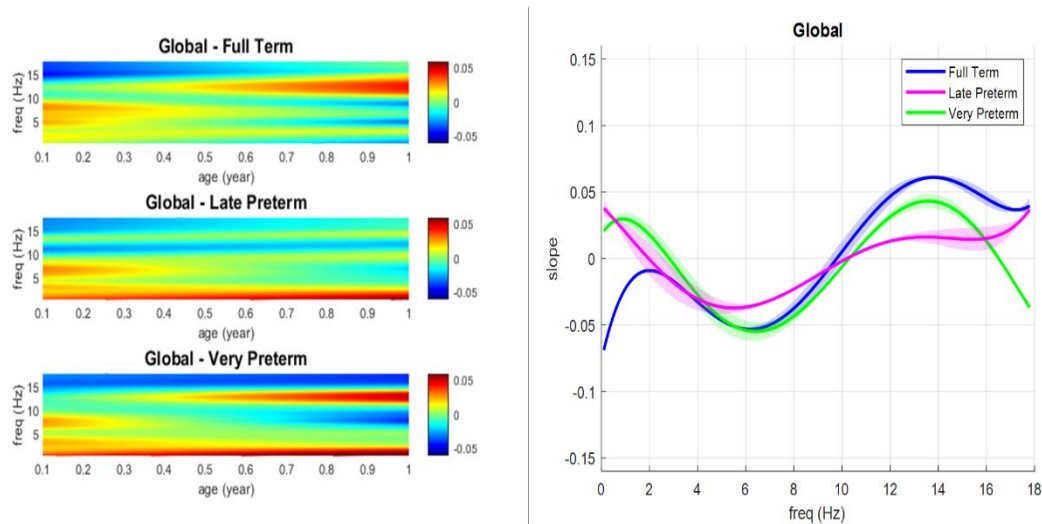 Global - Full Term
freq (Hz)
15
10
5
0.1 0.2 0.3 0.4 0.5 0.6 0.7 0.8 0.9 1
age (year)
0.05
0
-0.05
Global - Late Preterm
freq (Hz)
15
10
5
0.1 0.2 0.3 0.4 0.5 0.6 0.7 0.8 0.9 1
age (year)
0.05
0
-0.05
Global - Very Preterm
freq (Hz)
15
10
5
0.1 0.2 0.3 0.4 0.5 0.6 0.7 0.8 0.9 1
age (year)
0.05
0
-0.05
Global
Full Term
Late Preterm
Very Preterm
slope
0.15
0.1
0.05
0
-0.05
-0.1
-0.15
0 2 4 6 8 10 12 14 16 18
freq (Hz)